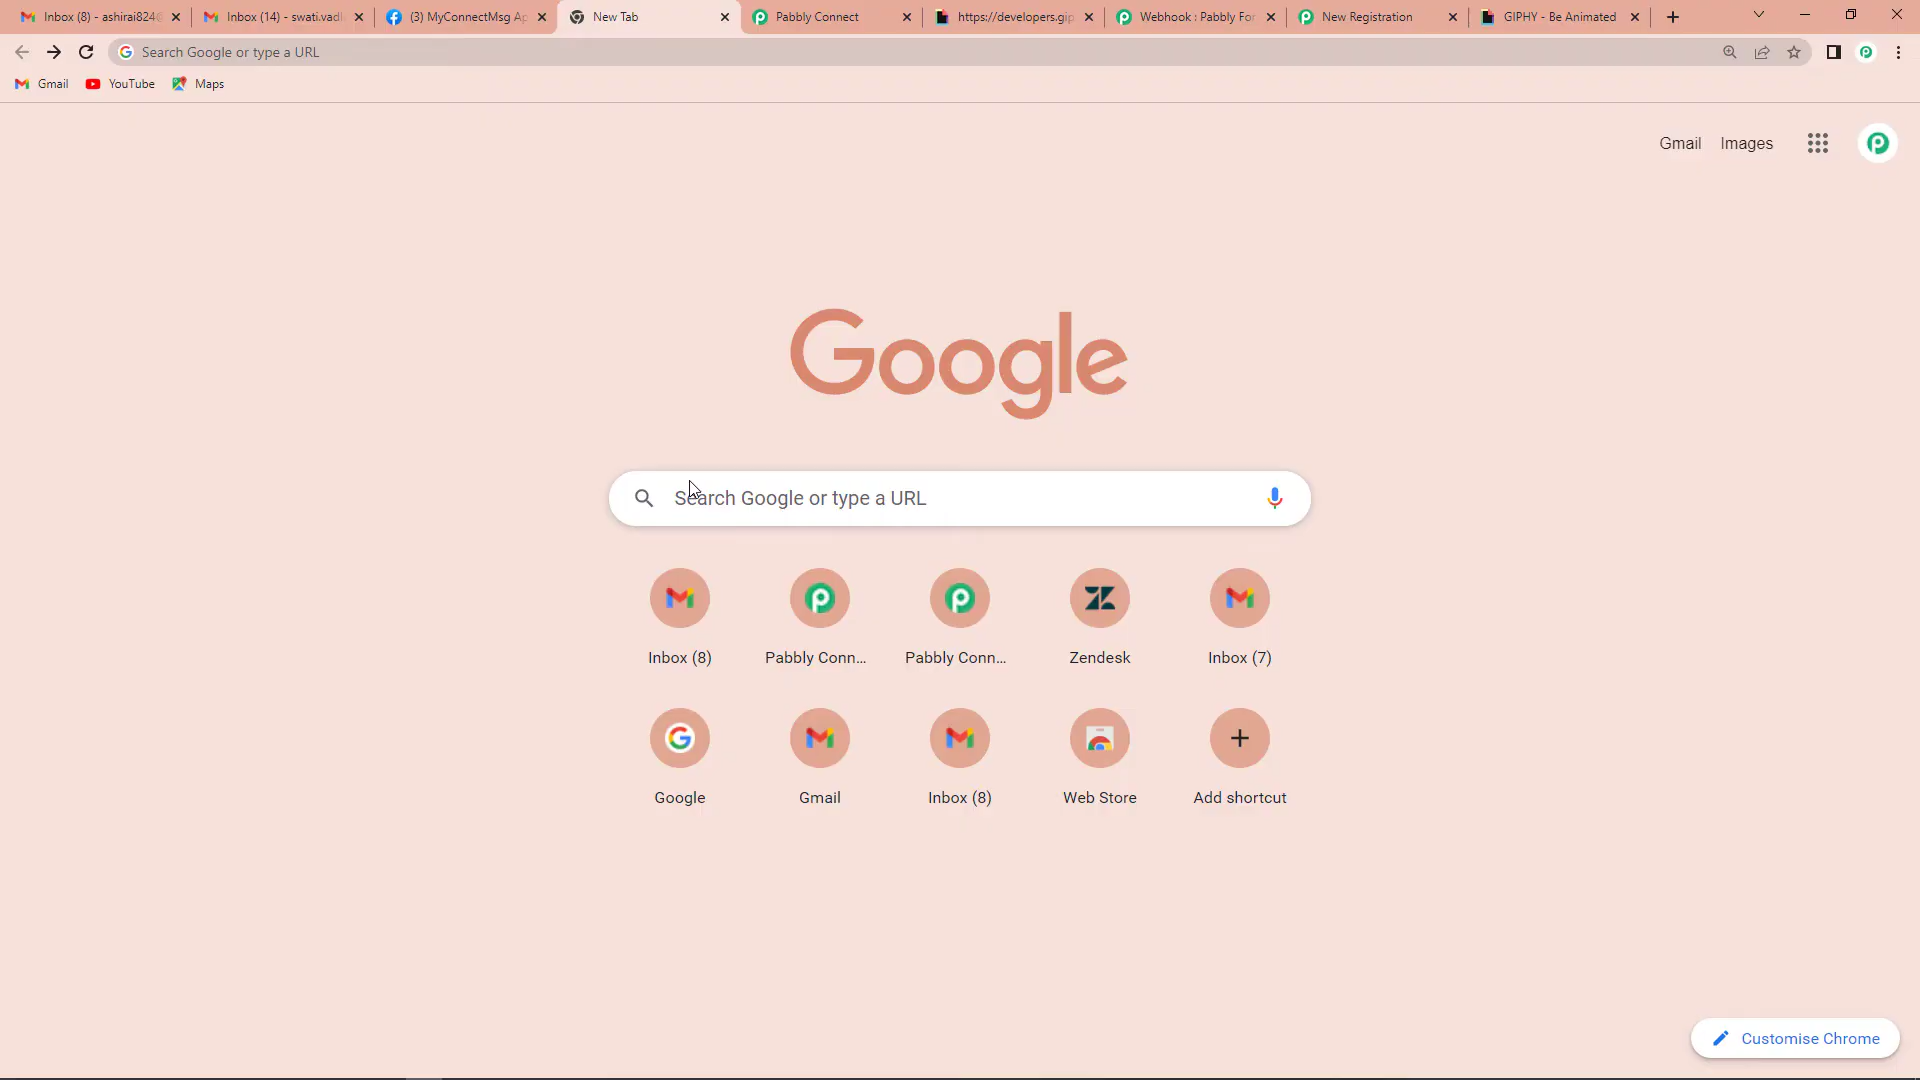 Inbox (8) - ashirai824@
Inbox (14) - swati.vadl
(3) MyConnectMsg Ap
New Tab
Pabbly Connect
https://developers.gip
Webhook : Pabbly For
New Registration
GIPHY - Be Animated
Search Google or type a URL
Gmail
YouTube
Maps
Gmail
Images
Google
Search Google or type a URL
Inbox (8)
Pabbly Conn...
Pabbly Conn...
Zendesk
Inbox (7)
Google
Gmail
Inbox (8)
Web Store
Add shortcut
Customise Chrome